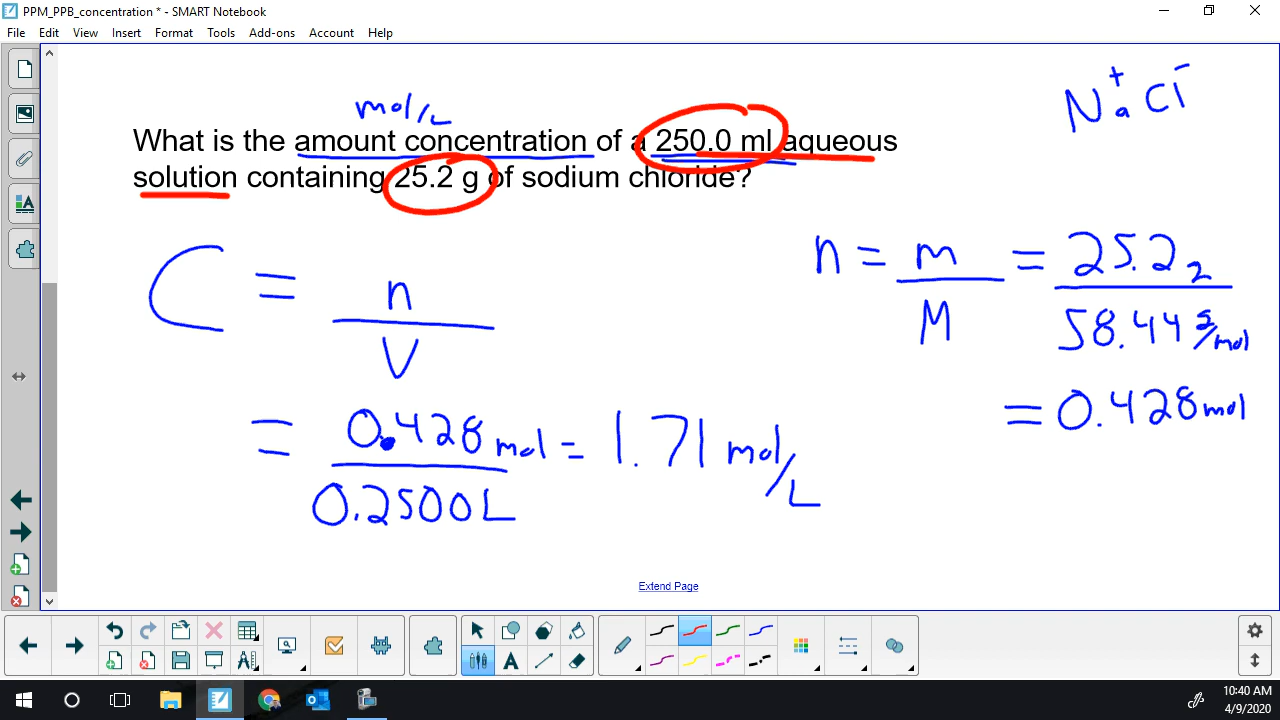 PPM_PPB_concentration * - SMART Notebook
File Edit View Insert Format Tools Add-ons Account Help
Na⁺Cl⁻
mol/L
What is the amount concentration of a 250.0 ml aqueous
solution containing 25.2 g of sodium chloride?
C = n/V
n = m/M = 25.2g/58.44 g/mol
= 0.428 mol
= 0.428 mol/0.2500L = 1.71 mol/L
Extend Page
10:40 AM
4/9/2020